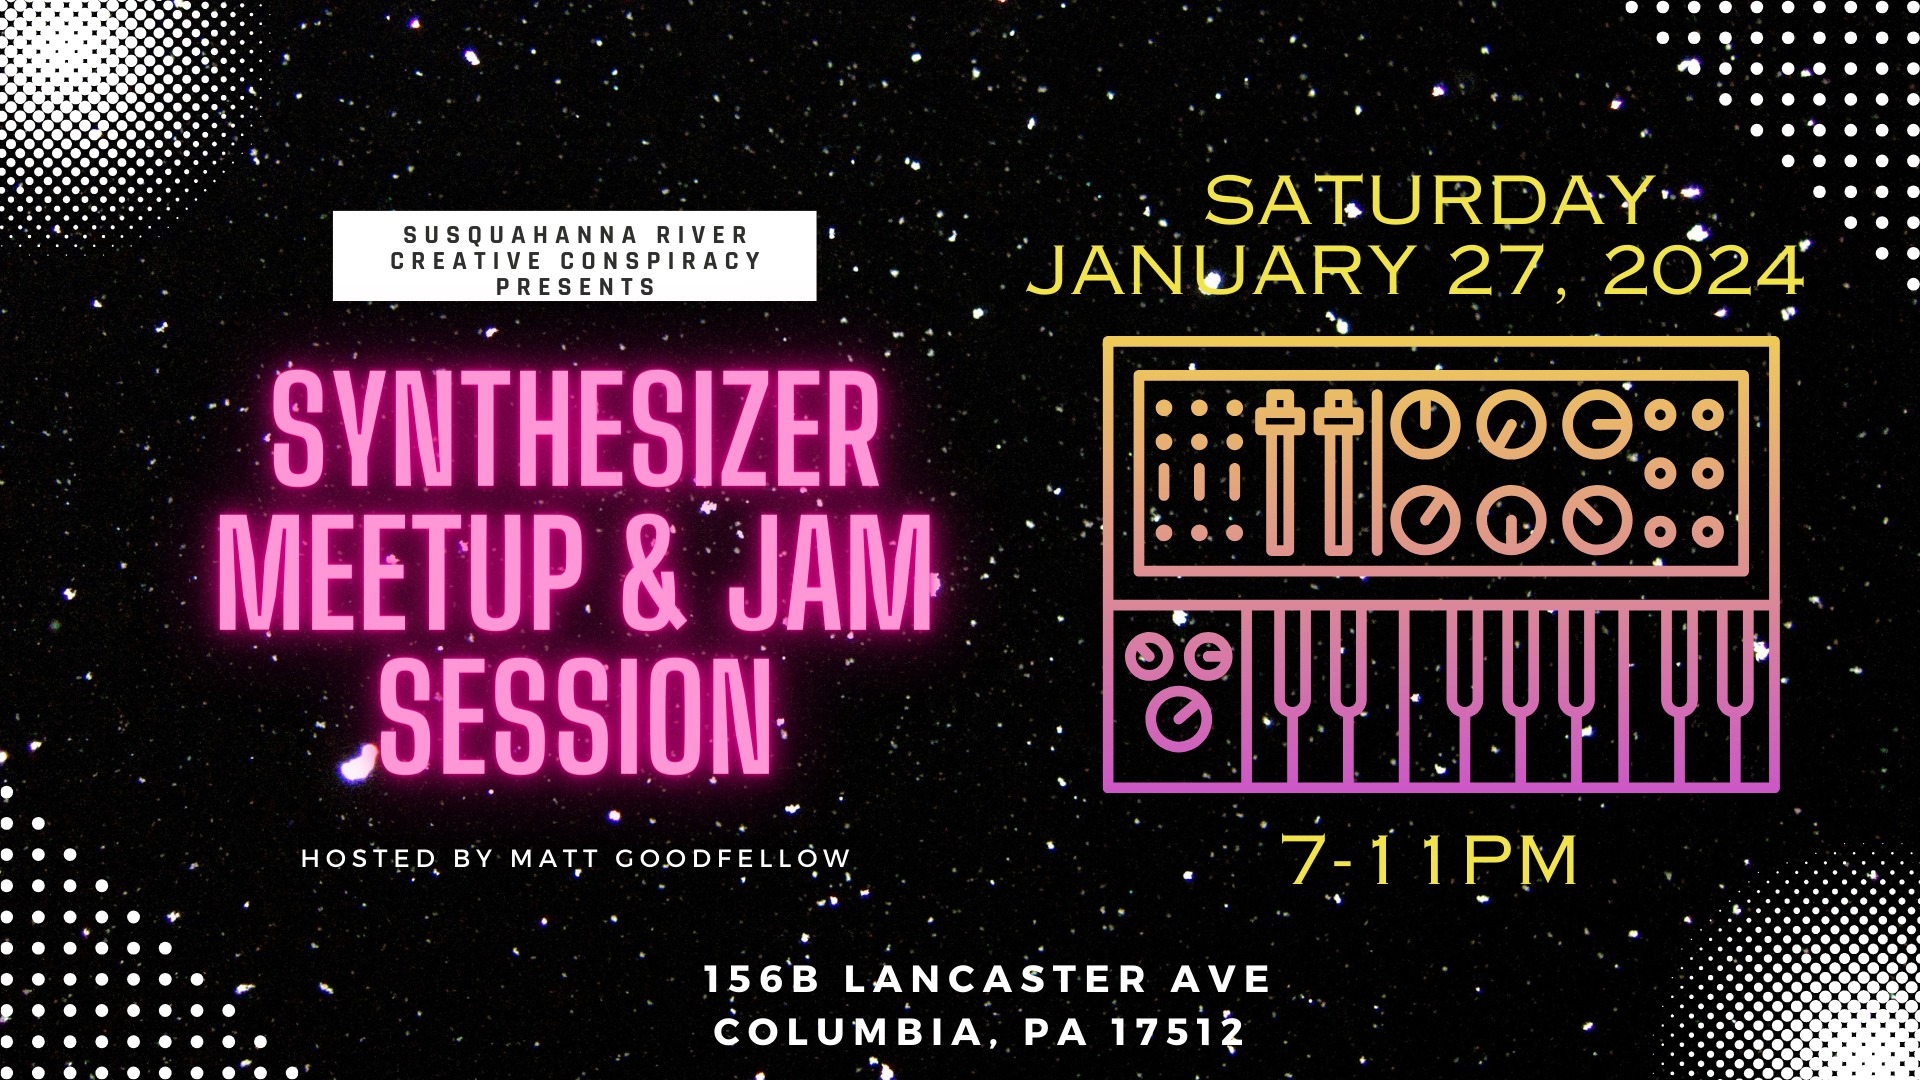 SUSQUAHANNA RIVER
CREATIVE CONSPIRACY
PRESENTS
SYNTHESIZER
MEETUP & JAM
SESSION
HOSTED BY MATT GOODFELLOW
SATURDAY
JANUARY 27, 2024
7-11PM
156B LANCASTER AVE
COLUMBIA, PA 17512